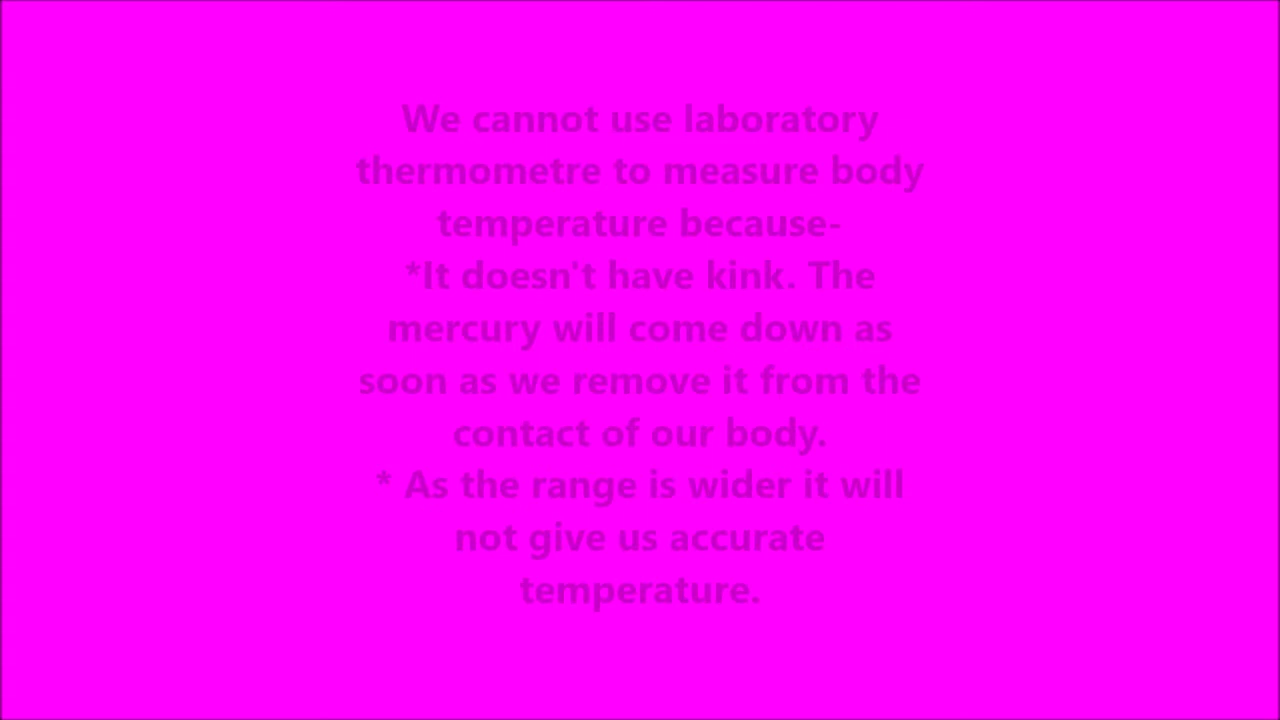 We cannot use laboratory
thermometre to measure body
temperature because-
*It doesn't have kink. The
mercury will come down as
soon as we remove it from the
contact of our body.
* As the range is wider it will
not give us accurate
temperature.